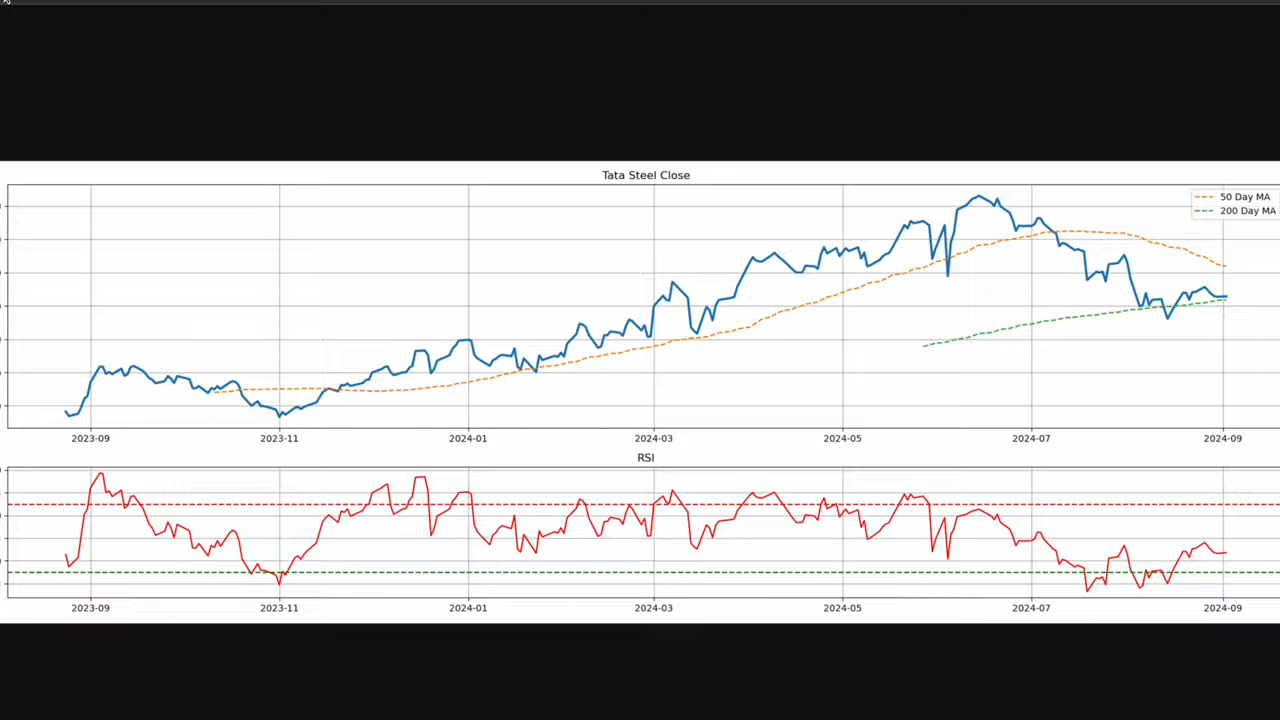 Tata Steel Close
50 Day MA
200 Day MA
2023-09 2023-11 2024-01 2024-03 2024-05 2024-07 2024-09
RSI
2023-09 2023-11 2024-01 2024-03 2024-05 2024-07 2024-09